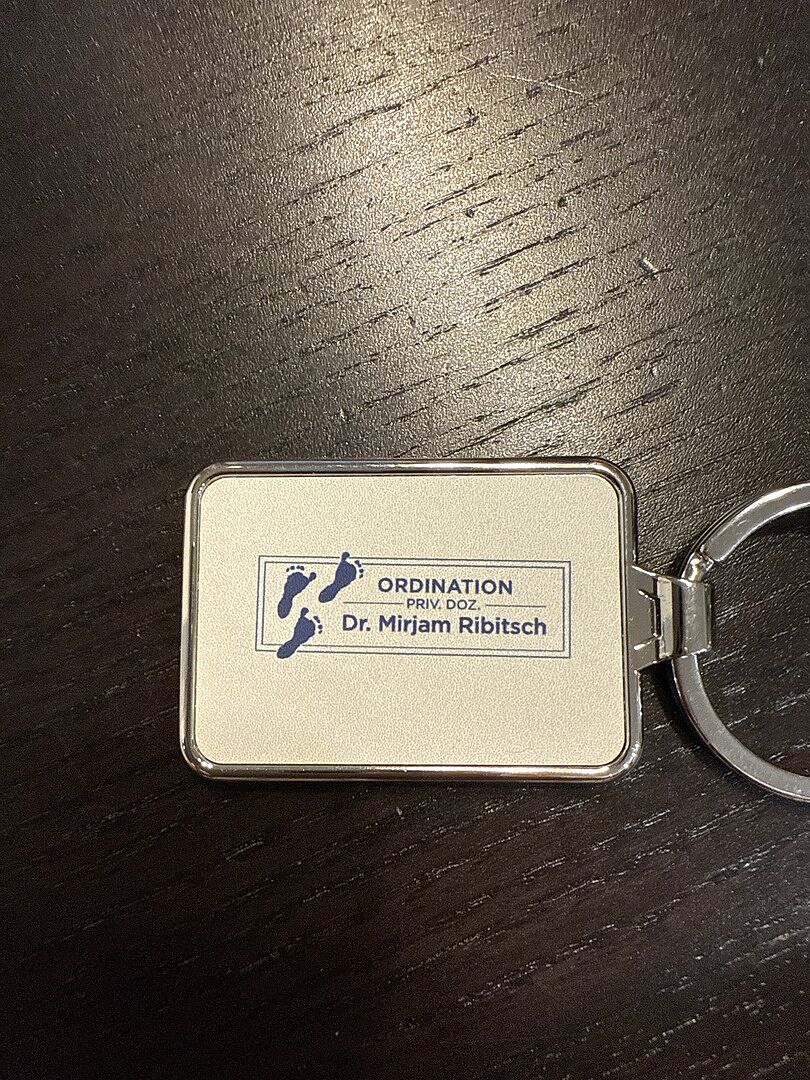 ORDINATION
PRIV. DOZ.
Dr. Mirjam Ribitsch